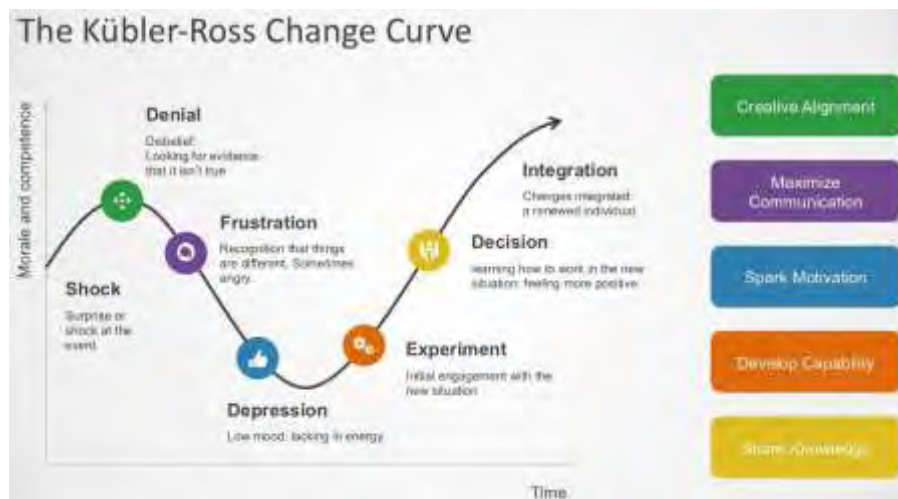 The Kübler-Ross Change Curve
Morale and competence
Denial
Disbelief:
Looking for evidence
that it isn't true
Frustration
Recognition that things
are different. Sometimes
angry.
Shock
Surprise or
shock at the
event
Depression
Low mood: lacking in energy
Experiment
Initial engagement with the
new situation
Decision
learning how to work in the new
situation: feeling more positive
Integration
Changes integrated:
a renewed individual
Time
Creative Alignment
Maximize
Communication
Spark Motivation
Develop Capability
Share Knowledge